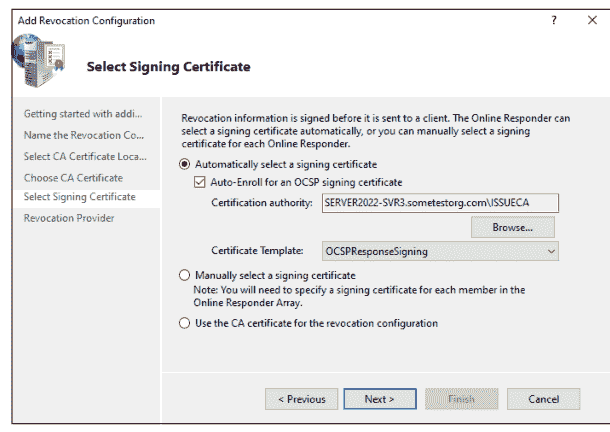 Add Revocation Configuration
?
Select Signing Certificate
Getting started with addi...
Name the Revocation Co...
Select CA Certificate Loca...
Choose CA Certificate
Select Signing Certificate
Revocation Provider
Revocation information is signed before it is sent to a client. The Online Responder can
select a signing certificate automatically, or you can manually select a signing
certificate for each Online Responder.
Automatically select a signing certificate
Auto-Enroll for an OCSP signing certificate
Certification authority: SERVER2022-SVR3.sometestorg.com\ISSUECA
Browse...
Certificate Template: OCSPResponseSigning
Manually select a signing certificate
Note: You will need to specify a signing certificate for each member in the
Online Responder Array.
Use the CA certificate for the revocation configuration
< Previous Next > Finish Cancel